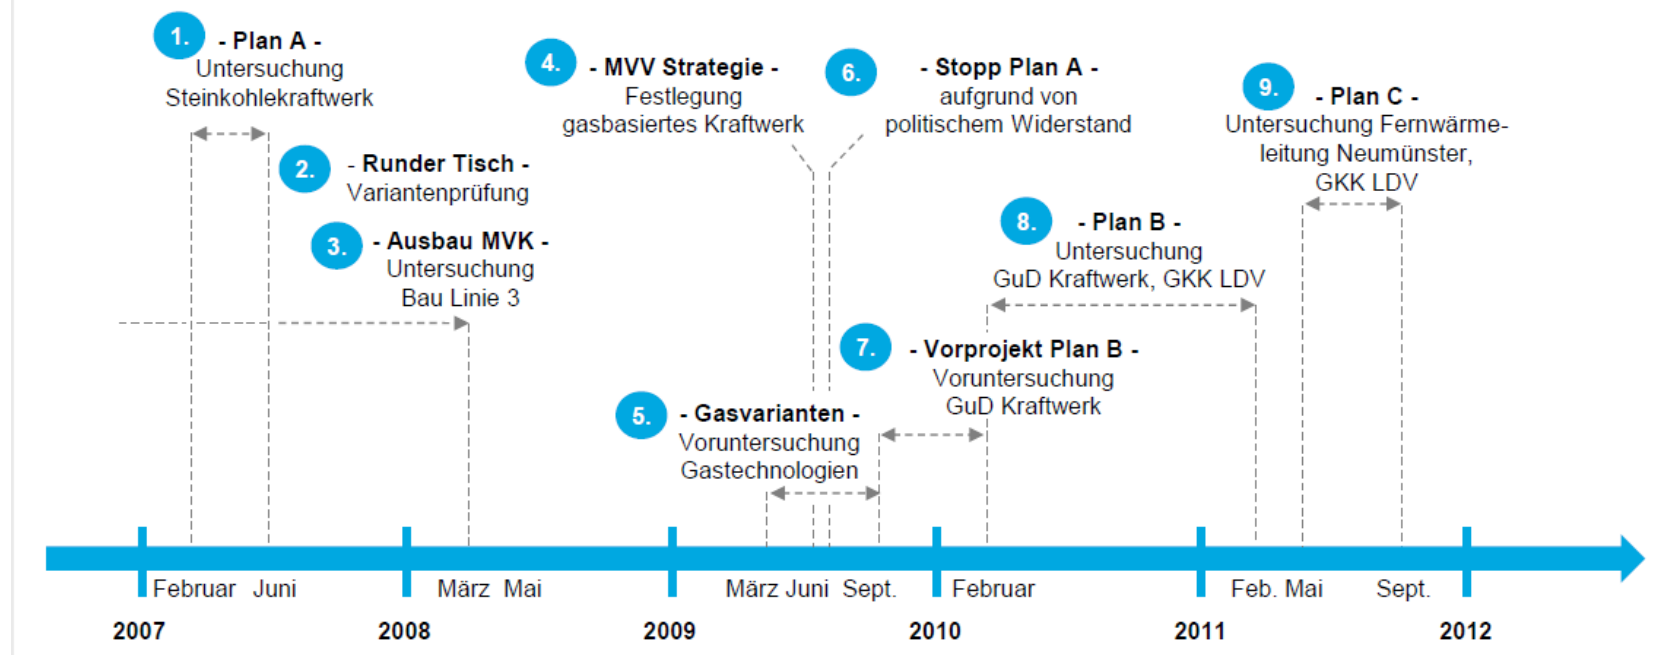 1.
- Plan A -
Untersuchung
Steinkohlekraftwerk
2.
- Runder Tisch -
Variantenprüfung
3.
- Ausbau MVK -
Untersuchung
Bau Linie 3
4.
- MVV Strategie -
Festlegung
gasbasiertes Kraftwerk
5.
- Gasvarianten -
Voruntersuchung
Gastechnologien
6.
- Stopp Plan A -
aufgrund von
politischem Widerstand
7.
- Vorprojekt Plan B -
Voruntersuchung
GuD Kraftwerk
8.
- Plan B -
Untersuchung
GuD Kraftwerk, GKK LDV
9.
- Plan C -
Untersuchung Fernwärme-
leitung Neumünster,
GKK LDV
Februar Juni März Mai März Juni Sept. Februar Feb. Mai Sept.
2007 2008 2009 2010 2011 2012